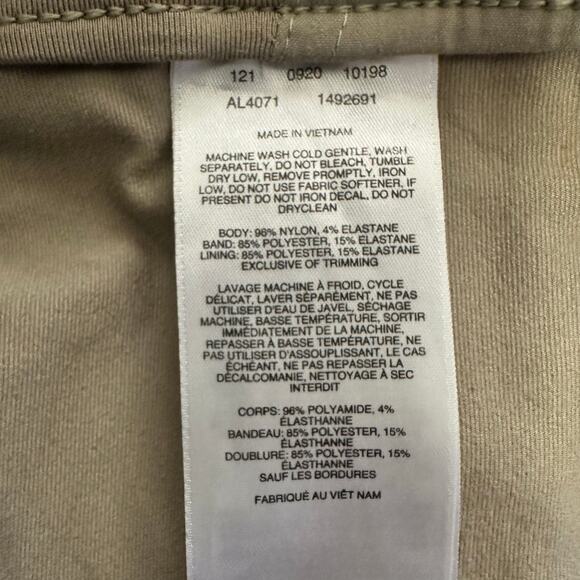 121 0920 10198
AL4071 1492691
MADE IN VIETNAM
MACHINE WASH COLD GENTLE, WASH
SEPARATELY, DO NOT BLEACH, TUMBLE
DRY LOW, REMOVE PROMPTLY, IRON
LOW, DO NOT USE FABRIC SOFTENER, IF
PRESENT DO NOT IRON DECAL, DO NOT
DRYCLEAN
BODY: 96% NYLON, 4% ELASTANE
BAND: 85% POLYESTER, 15% ELASTANE
LINING: 85% POLYESTER, 15% ELASTANE
EXCLUSIVE OF TRIMMING
LAVAGE MACHINE À FROID, CYCLE
DÉLICAT, LAVER SÉPARÉMENT, NE PAS
UTILISER D'EAU DE JAVEL, SÉCHAGE
MACHINE, BASSE TEMPÉRATURE, SORTIR
IMMÉDIATEMENT DE LA MACHINE,
REPASSER À BASSE TEMPÉRATURE, NE
PAS UTILISER D'ASSOUPLISSANT, LE CAS
ÉCHÉANT, NE PAS REPASSER LA
DÉCALCOMANIE, NETTOYAGE À SEC
INTERDIT
CORPS: 96% POLYAMIDE, 4%
ÉLASTHANNE
BANDEAU: 85% POLYESTER, 15%
ÉLASTHANNE
DOUBLURE: 85% POLYESTER, 15%
ÉLASTHANNE
SAUF LES BORDURES
FABRIQUÉ AU VIÊT NAM